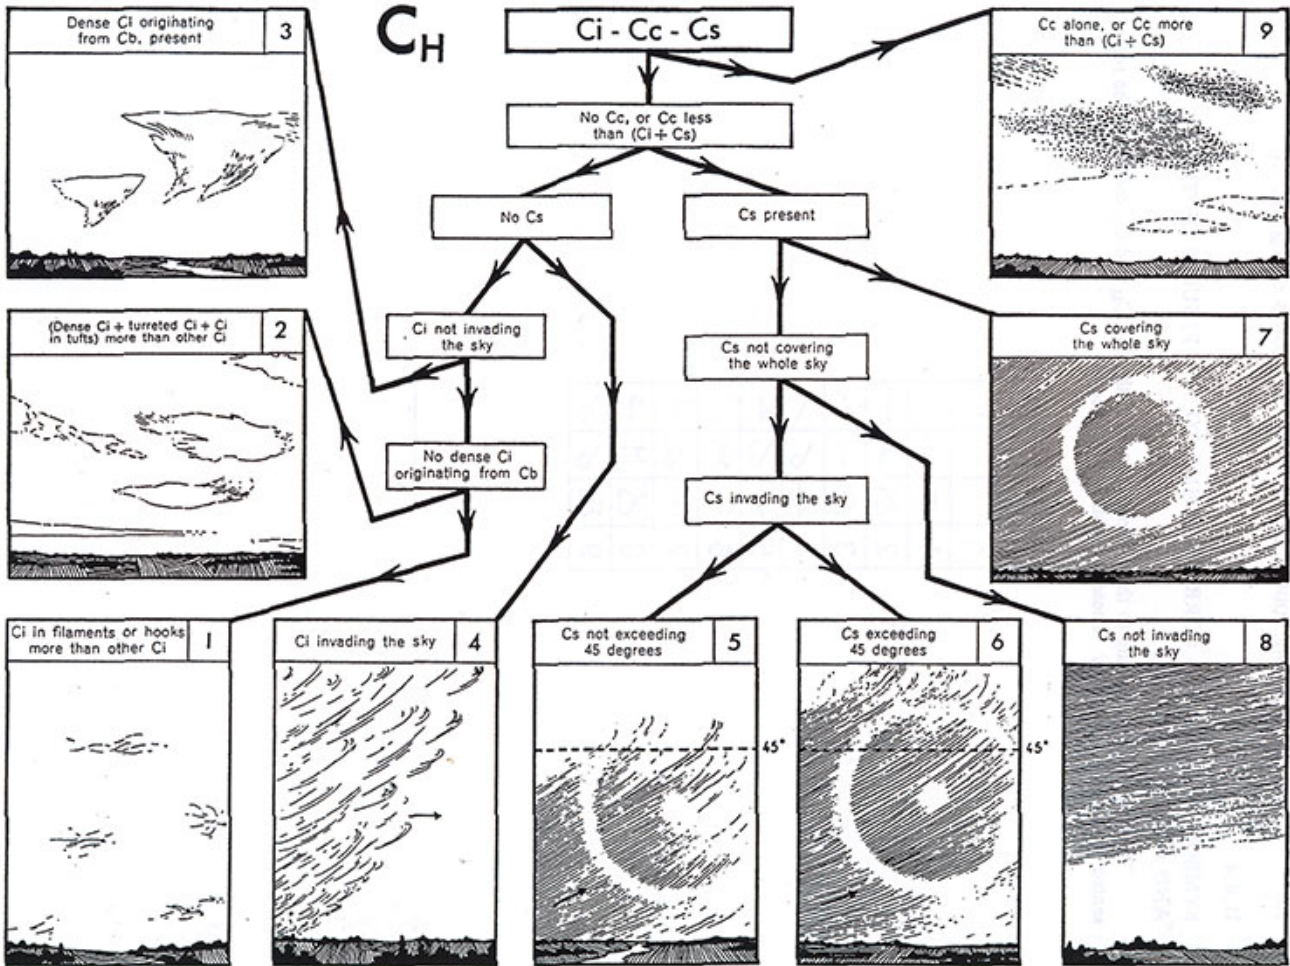 Dense Ci originating
from Cb, present
3
C H
Ci - Cc - Cs
Cc alone, or Cc more
than (Ci + Cs)
9
No Cc, or Cc less
than (Ci + Cs)
No Cs
Cs present
(Dense Ci + turreted Ci + Ci
in tufts) more than other Ci
2
Ci not invading
the sky
Cs not covering
the whole sky
Cs covering
the whole sky
7
No dense Ci
originating from Cb
Cs invading the sky
Ci in filaments or hooks
more than other Ci
1
Ci invading the sky
4
Cs not exceeding
45 degrees
5
45°
Cs exceeding
45 degrees
6
45°
Cs not invading
the sky
8